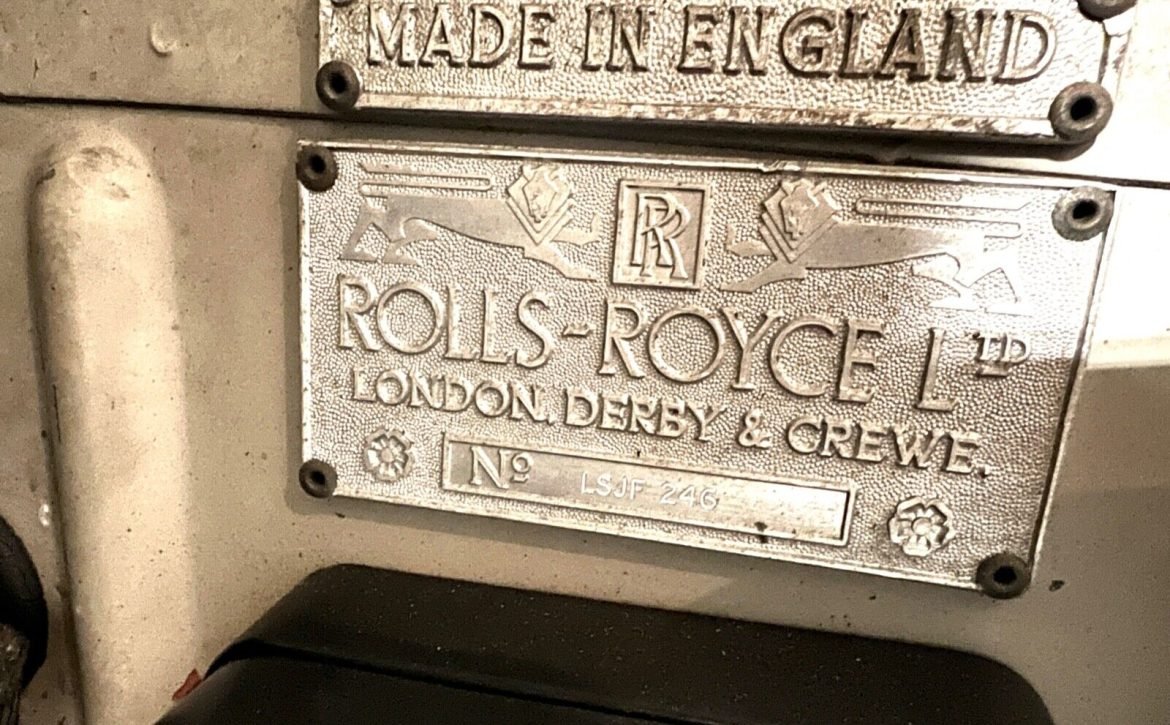 MADE IN ENGLAND
RR
ROLLS-ROYCE LTD
LONDON, DERBY & CREWE.
No LSJF 246